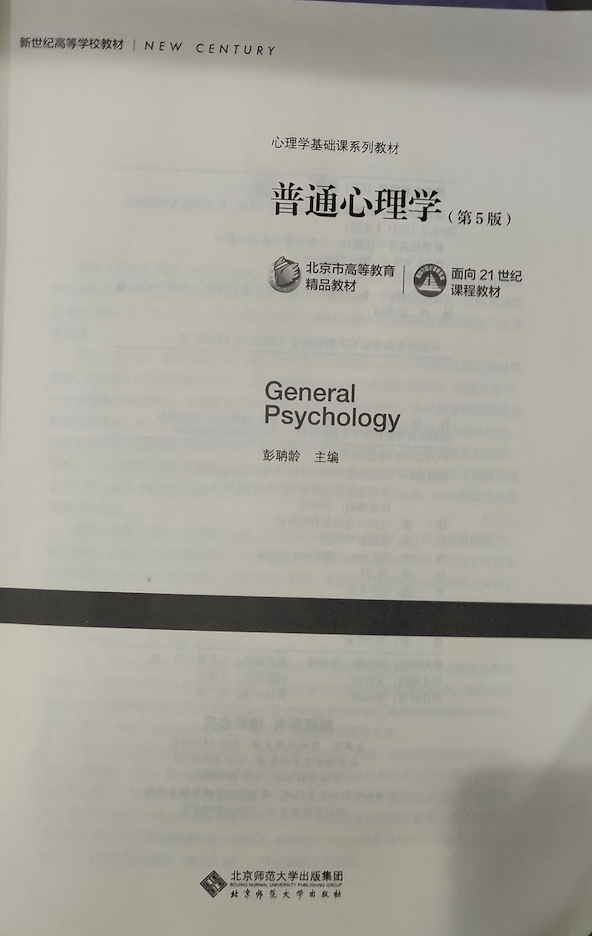 新世纪高等学校教材 | NEW CENTURY
心理学基础课系列教材
普通心理学(第5版)
北京市高等教育
精品教材
面向21世纪
课程教材
General
Psychology
彭聃龄 主编
北京师范大学出版集团
BEIJING NORMAL UNIVERSITY PUBLISHING GROUP
北京师范大学出版社